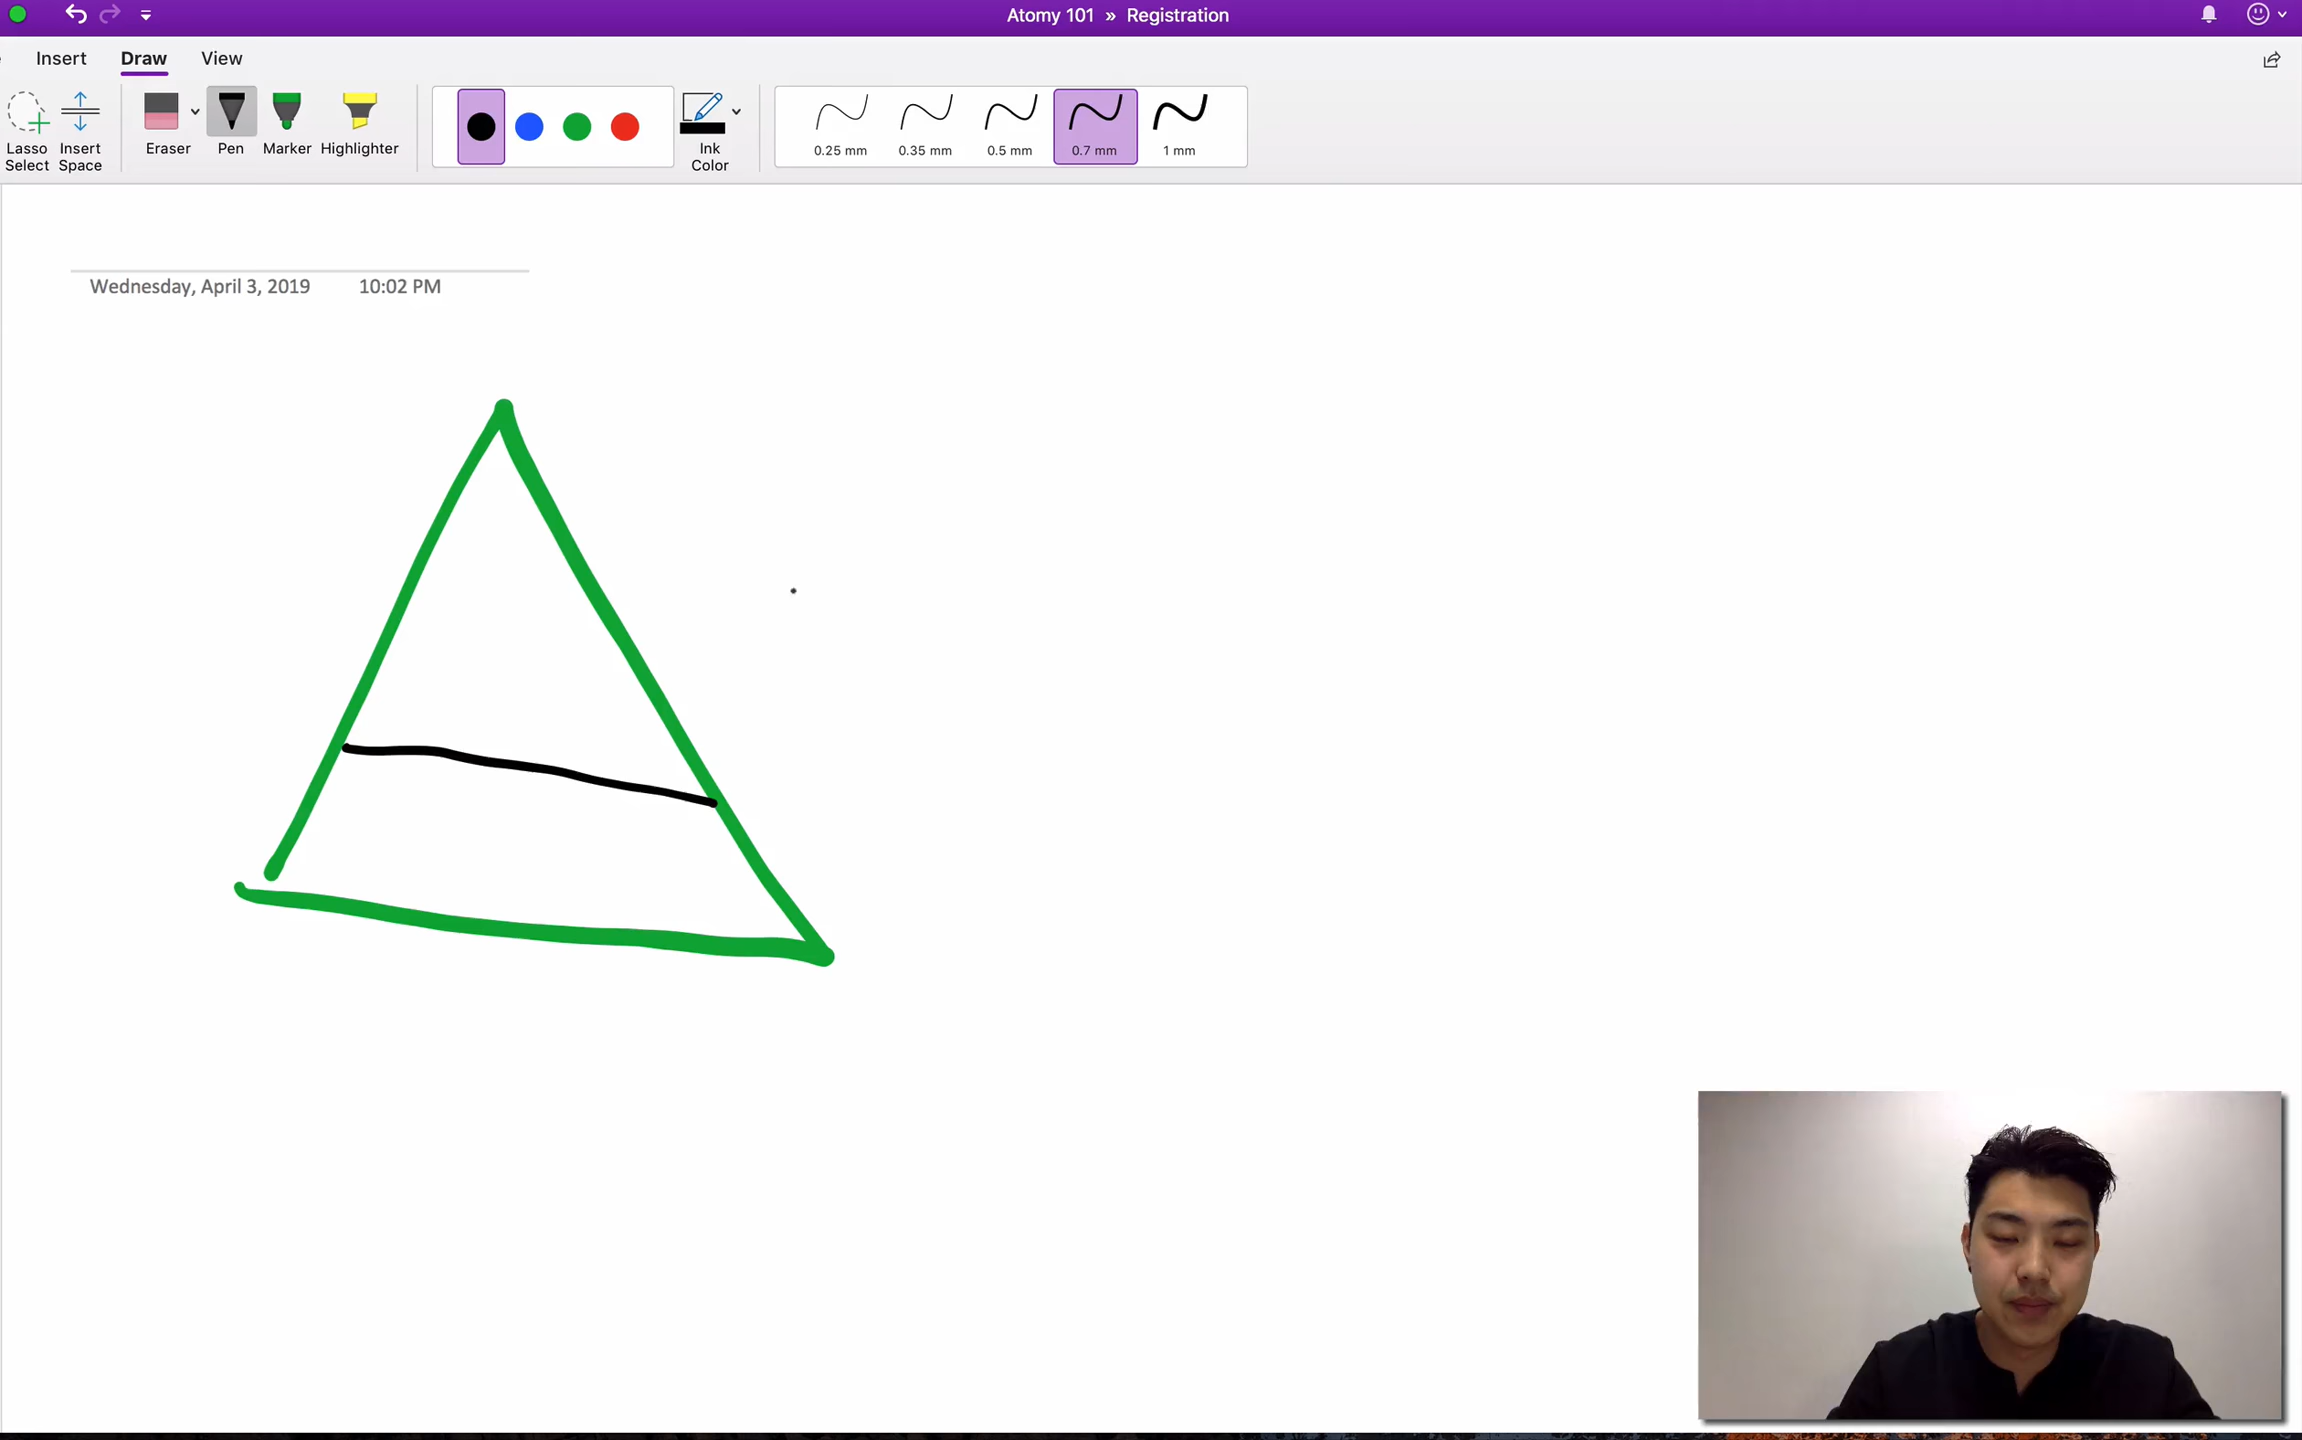 Atomy 101 » Registration
Insert Draw View
Lasso Select
Insert Space
Eraser
Pen
Marker
Highlighter
Ink Color
0.25 mm
0.35 mm
0.5 mm
0.7 mm
1 mm
Wednesday, April 3, 2019 10:02 PM